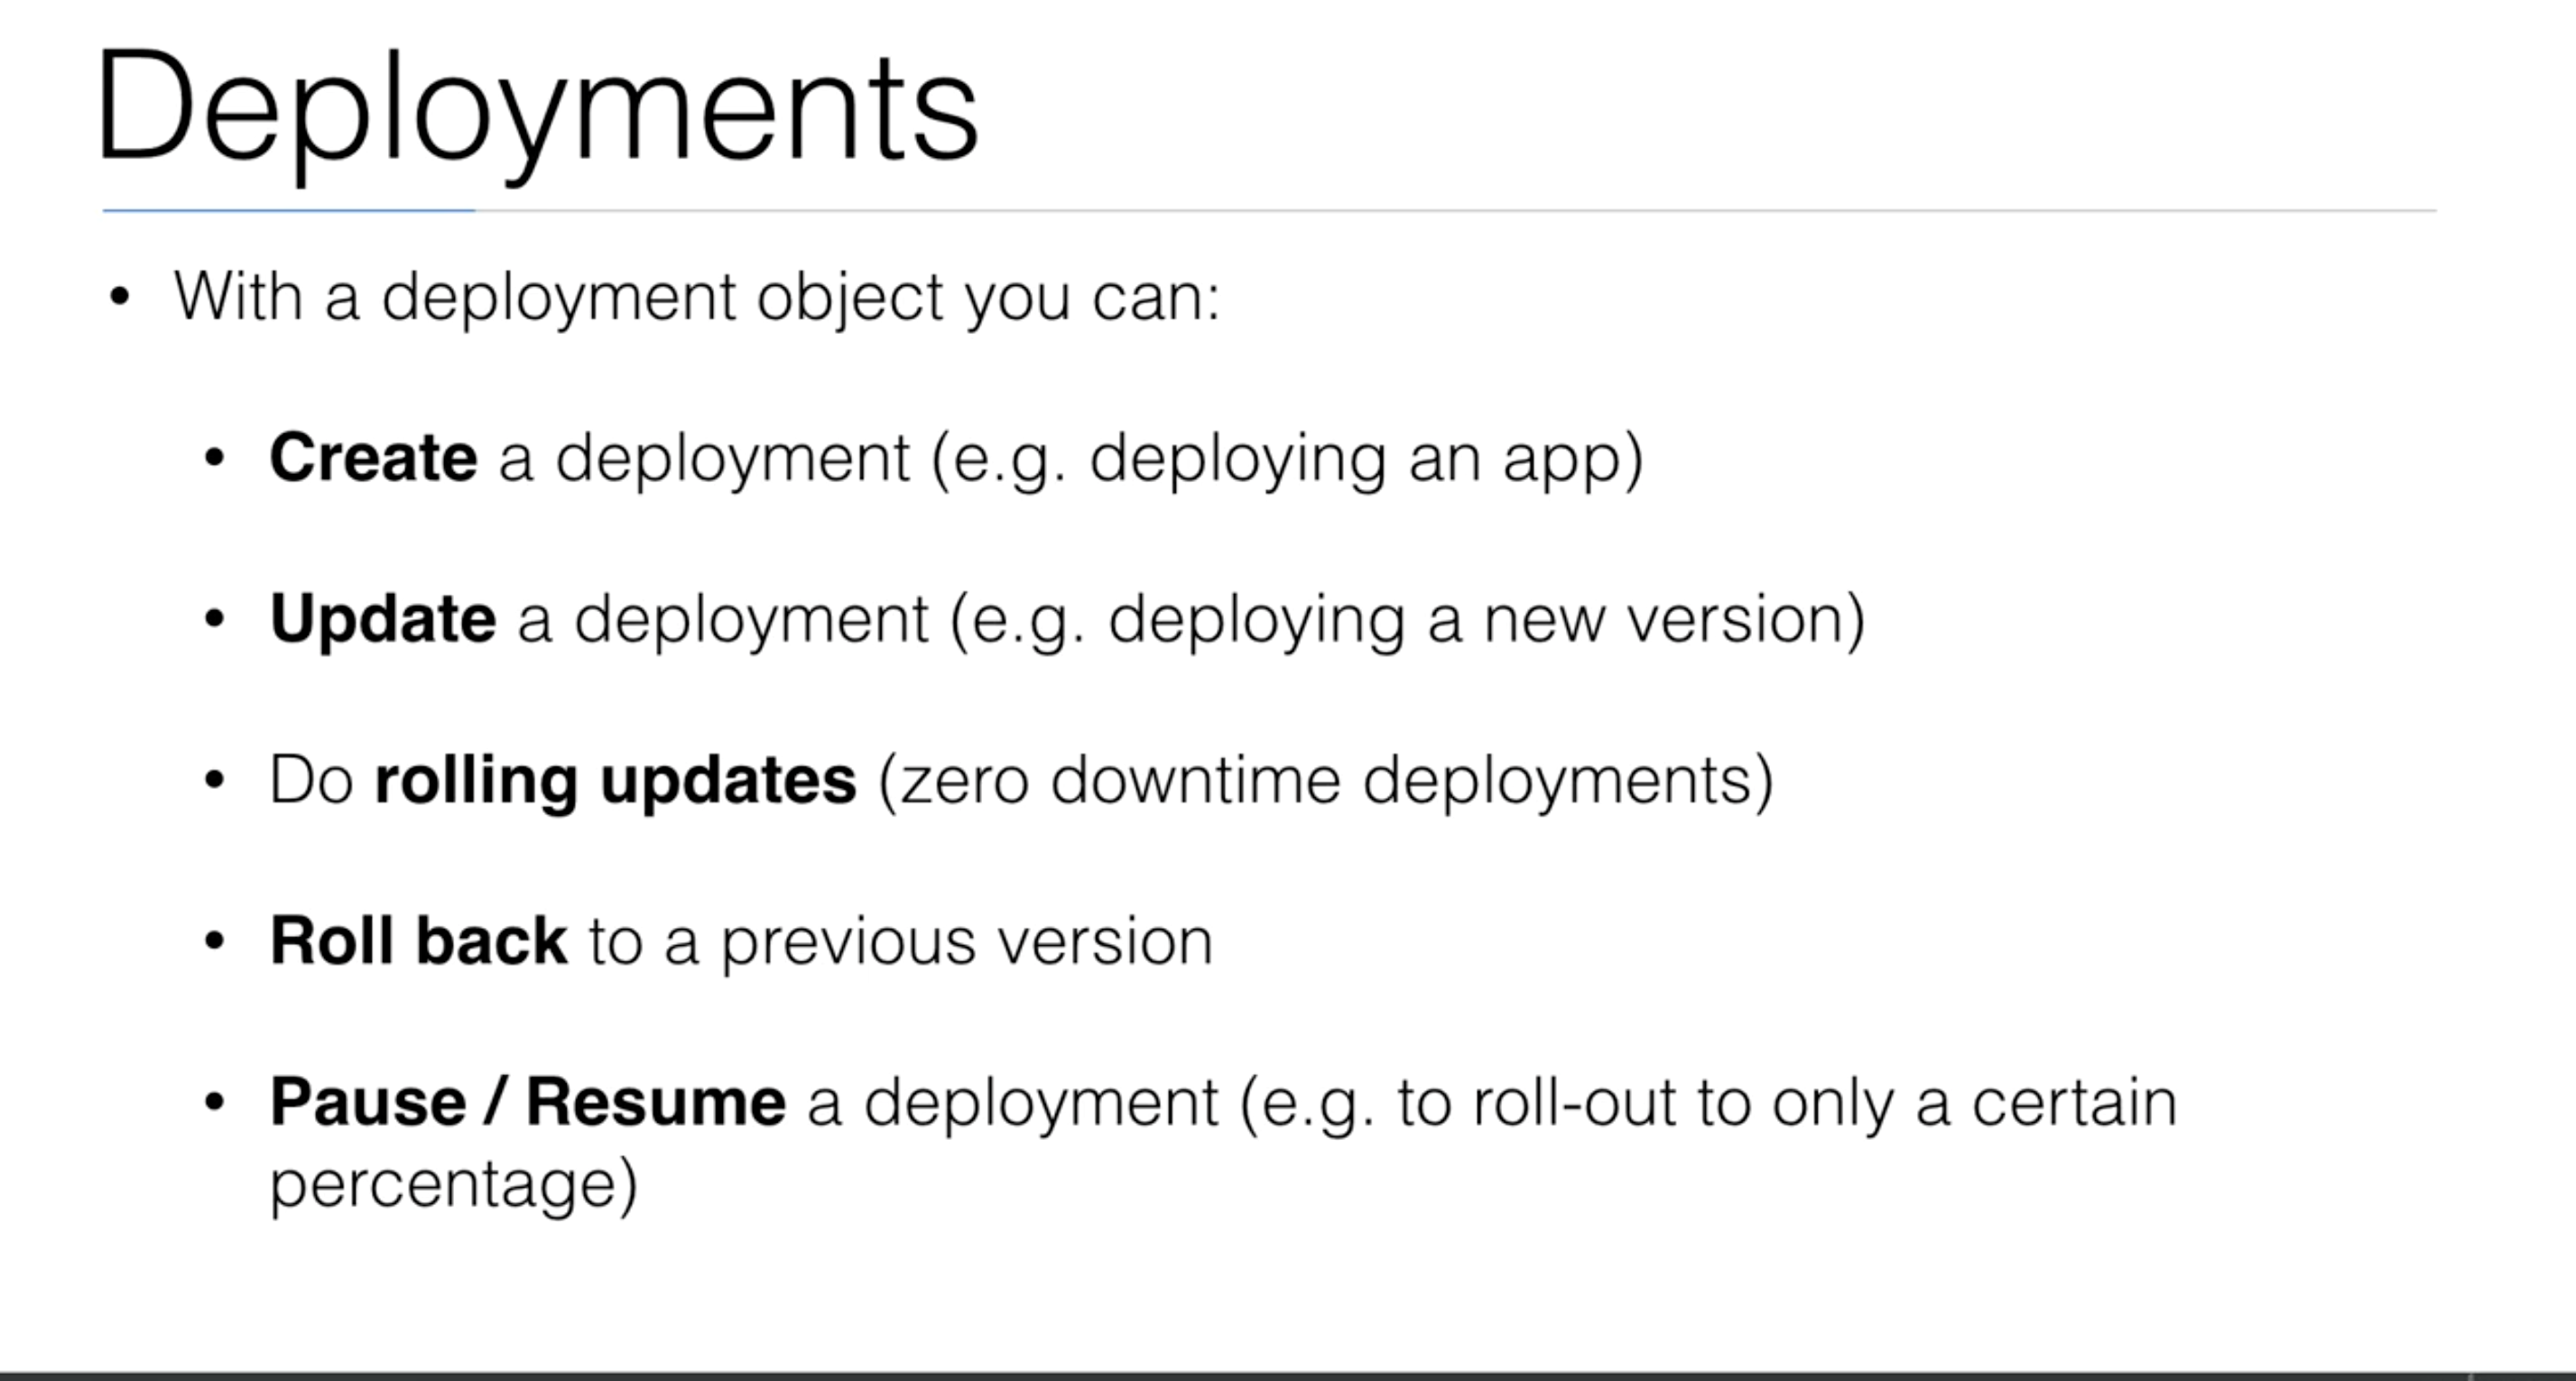 Deployments
• With a deployment object you can:
• Create a deployment (e.g. deploying an app)
• Update a deployment (e.g. deploying a new version)
• Do rolling updates (zero downtime deployments)
• Roll back to a previous version
• Pause / Resume a deployment (e.g. to roll-out to only a certain
percentage)